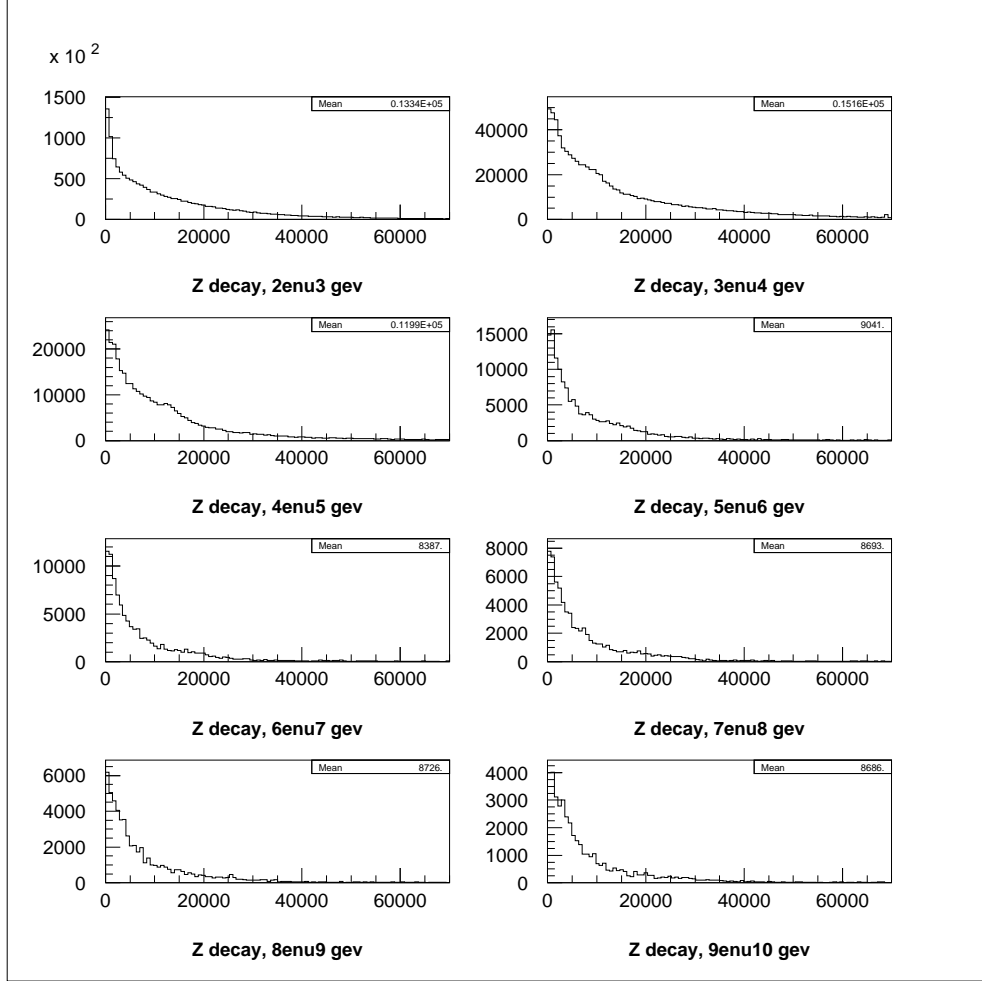 x 10 2
1500
1000
500
0
0 20000 40000 60000
Mean 0.1334E+05
Z decay, 2enu3 gev
40000
20000
0
0 20000 40000 60000
Mean 0.1516E+05
Z decay, 3enu4 gev
20000
10000
0
0 20000 40000 60000
Mean 0.1199E+05
Z decay, 4enu5 gev
15000
10000
5000
0
0 20000 40000 60000
Mean 9041.
Z decay, 5enu6 gev
10000
5000
0
0 20000 40000 60000
Mean 8387.
Z decay, 6enu7 gev
8000
6000
4000
2000
0
0 20000 40000 60000
Mean 8693.
Z decay, 7enu8 gev
6000
4000
2000
0
0 20000 40000 60000
Mean 8726.
Z decay, 8enu9 gev
4000
3000
2000
1000
0
0 20000 40000 60000
Mean 8686.
Z decay, 9enu10 gev